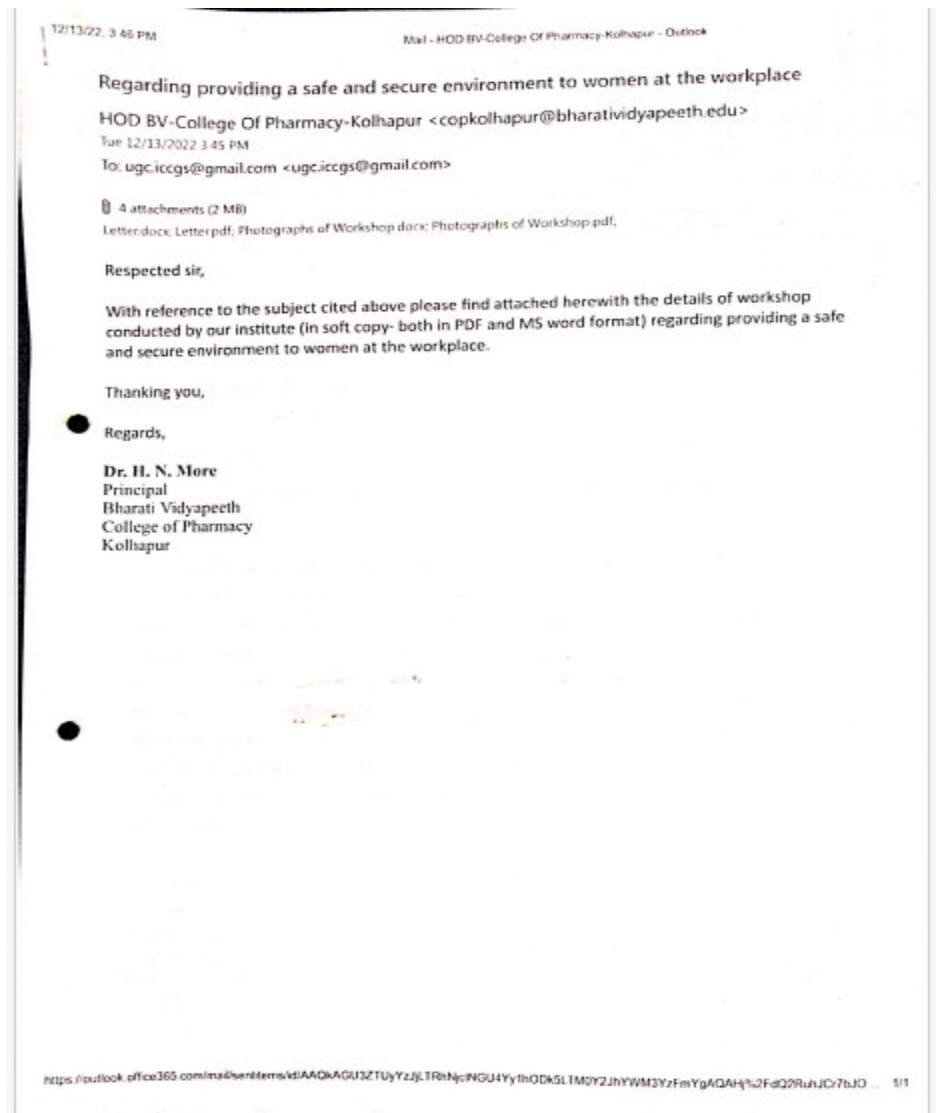 12/13/22, 3:46 PM
Mail - HOD BV-College Of Pharmacy-Kolhapur - Outlook
Regarding providing a safe and secure environment to women at the workplace
HOD BV-College Of Pharmacy-Kolhapur <copkolhapur@bharatividyapeeth.edu>
Tue 12/13/2022 3:45 PM
To: ugc.iccgs@gmail.com <ugc.iccgs@gmail.com>
4 attachments (2 MB)
Letter.docx; Letter.pdf; Photographs of Workshop.docx; Photographs of Workshop.pdf;
Respected sir,
With reference to the subject cited above please find attached herewith the details of workshop
conducted by our institute (in soft copy- both in PDF and MS word format) regarding providing a safe
and secure environment to women at the workplace.
Thanking you,
Regards,
Dr. H. N. More
Principal
Bharati Vidyapeeth
College of Pharmacy
Kolhapur
1/1